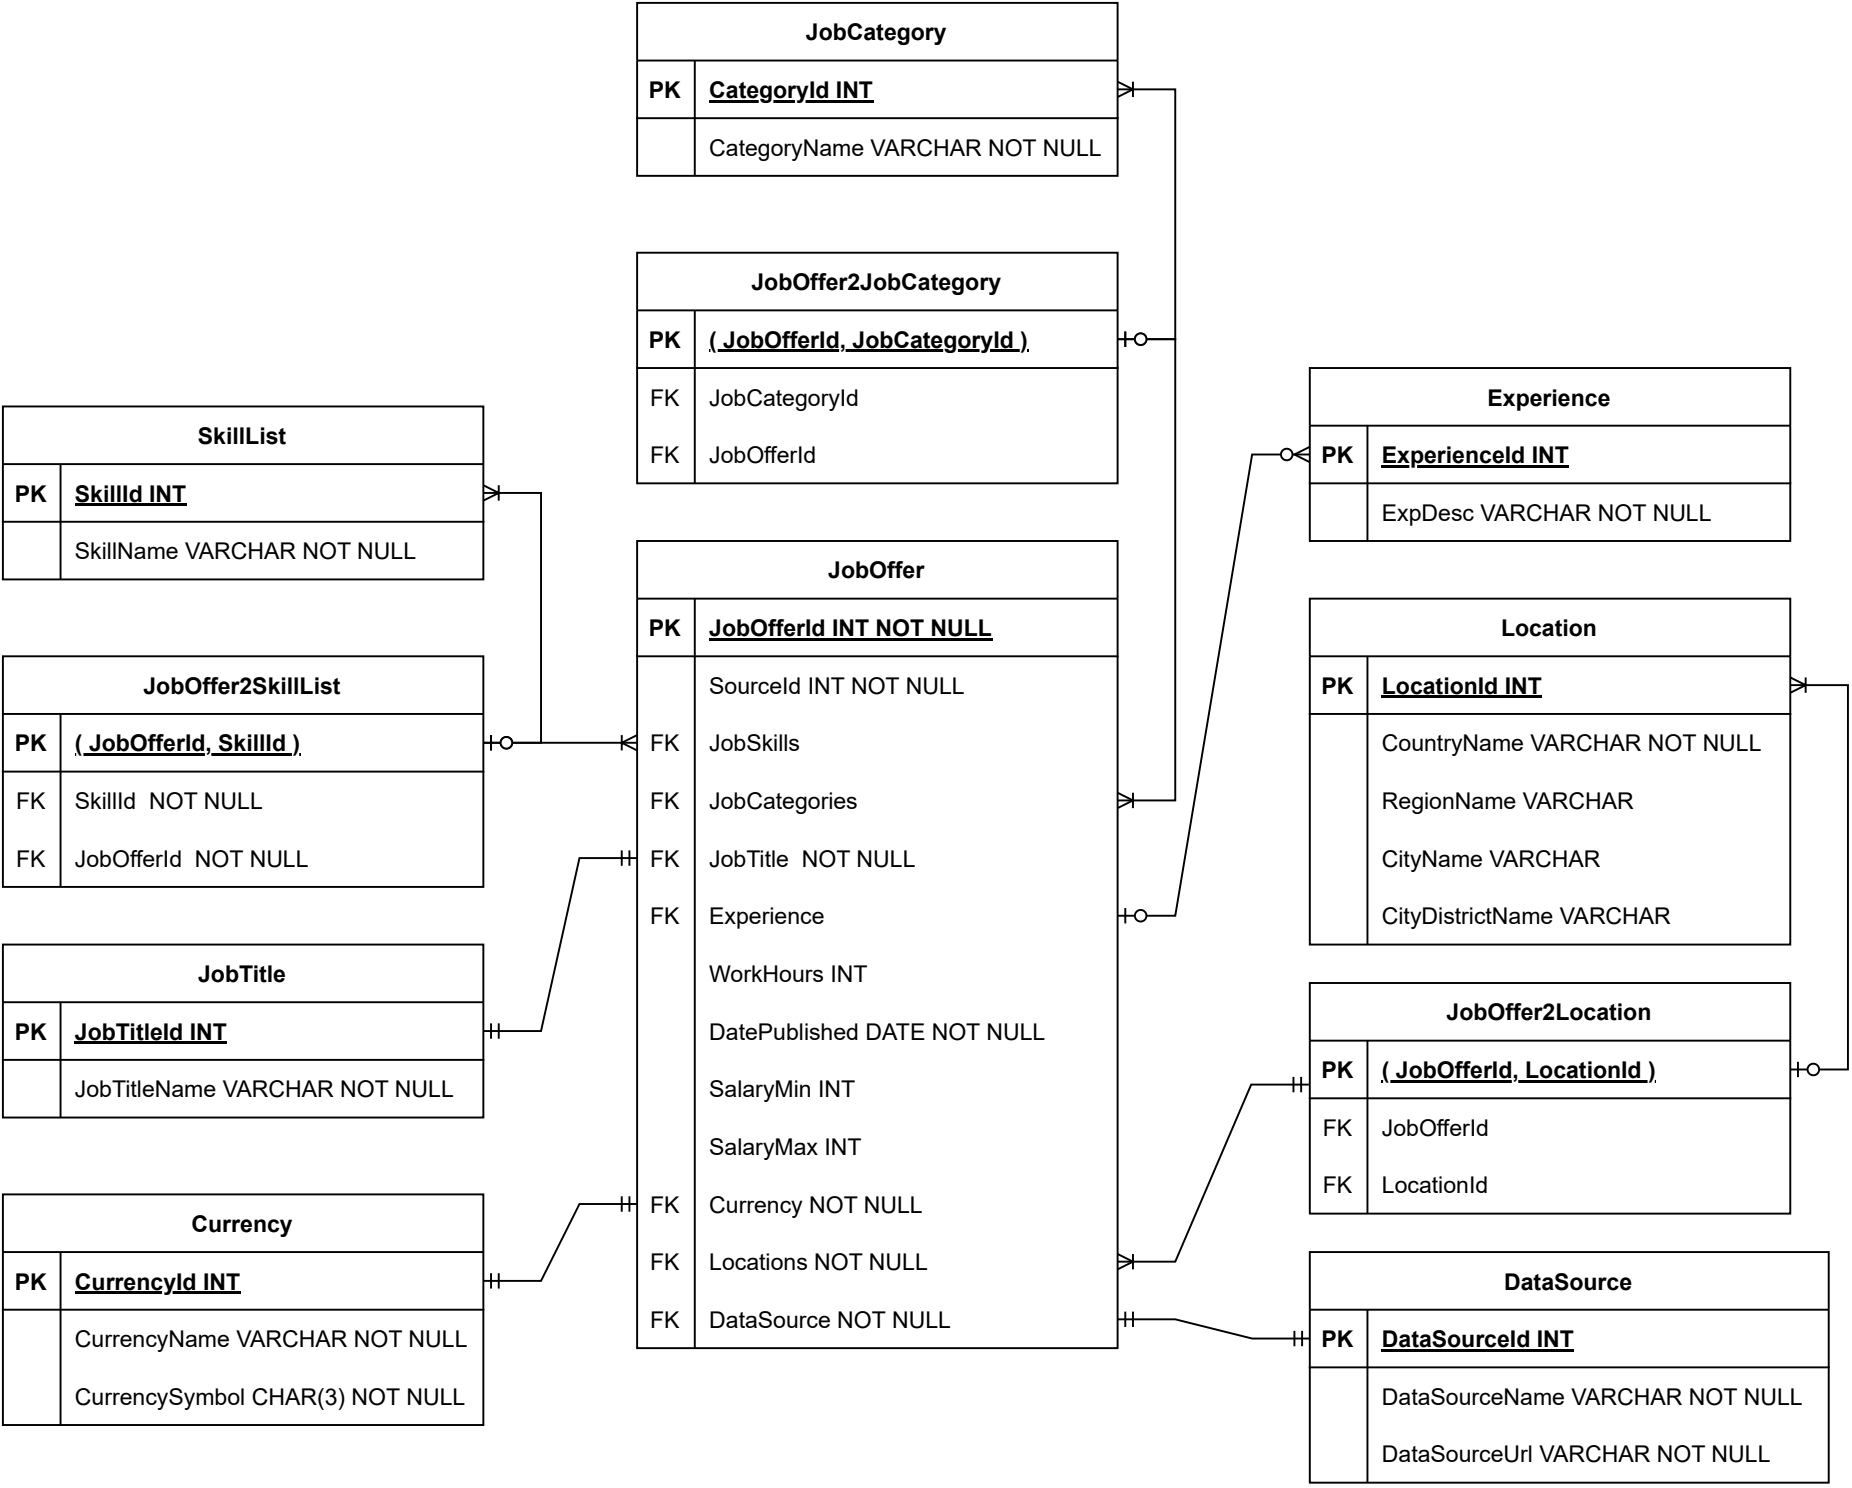 JobCategory
PK CategoryId INT
CategoryName VARCHAR NOT NULL
JobOffer2JobCategory
PK ( JobOfferId, JobCategoryId )
FK JobCategoryId
FK JobOfferId
SkillList
PK SkillId INT
SkillName VARCHAR NOT NULL
JobOffer2SkillList
PK ( JobOfferId, SkillId )
FK SkillId NOT NULL
FK JobOfferId NOT NULL
JobTitle
PK JobTitleId INT
JobTitleName VARCHAR NOT NULL
Currency
PK CurrencyId INT
CurrencyName VARCHAR NOT NULL
CurrencySymbol CHAR(3) NOT NULL
JobOffer
PK JobOfferId INT NOT NULL
SourceId INT NOT NULL
FK JobSkills
FK JobCategories
FK JobTitle NOT NULL
FK Experience
WorkHours INT
DatePublished DATE NOT NULL
SalaryMin INT
SalaryMax INT
FK Currency NOT NULL
FK Locations NOT NULL
FK DataSource NOT NULL
Experience
PK ExperienceId INT
ExpDesc VARCHAR NOT NULL
Location
PK LocationId INT
CountryName VARCHAR NOT NULL
RegionName VARCHAR
CityName VARCHAR
CityDistrictName VARCHAR
JobOffer2Location
PK ( JobOfferId, LocationId )
FK JobOfferId
FK LocationId
DataSource
PK DataSourceId INT
DataSourceName VARCHAR NOT NULL
DataSourceUrl VARCHAR NOT NULL